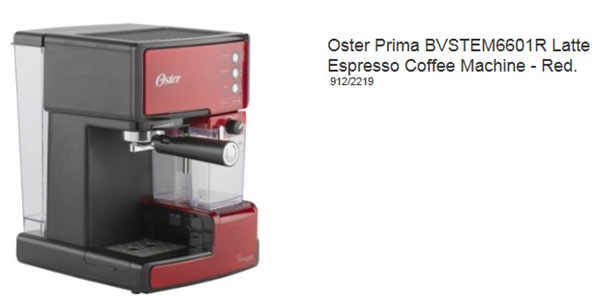 Oster
Oster Prima BVSTEM6601R Latte
Espresso Coffee Machine - Red.
912/2219